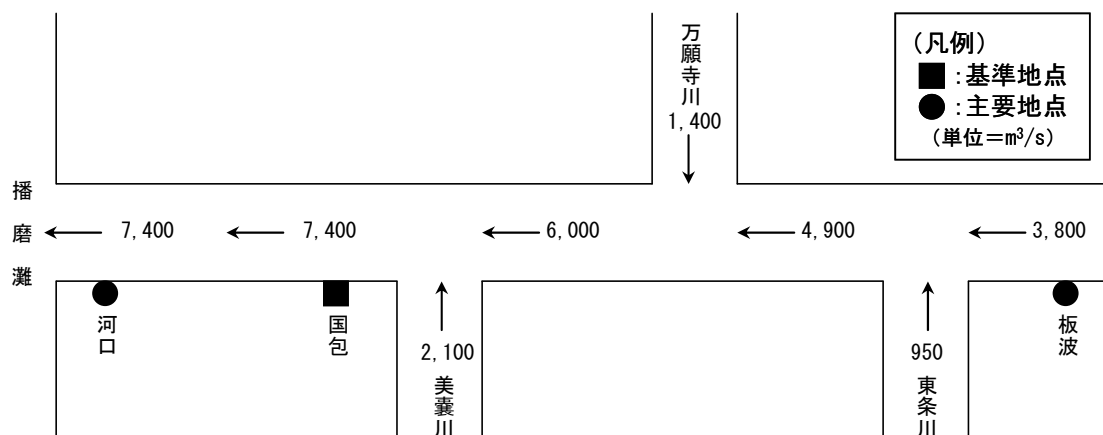 万願寺川
1,400
(凡例)
■:基準地点
●:主要地点
(単位=m³/s)
播磨灘
7,400
7,400
6,000
4,900
3,800
河口
国包
2,100
美嚢川
950
東条川
板波